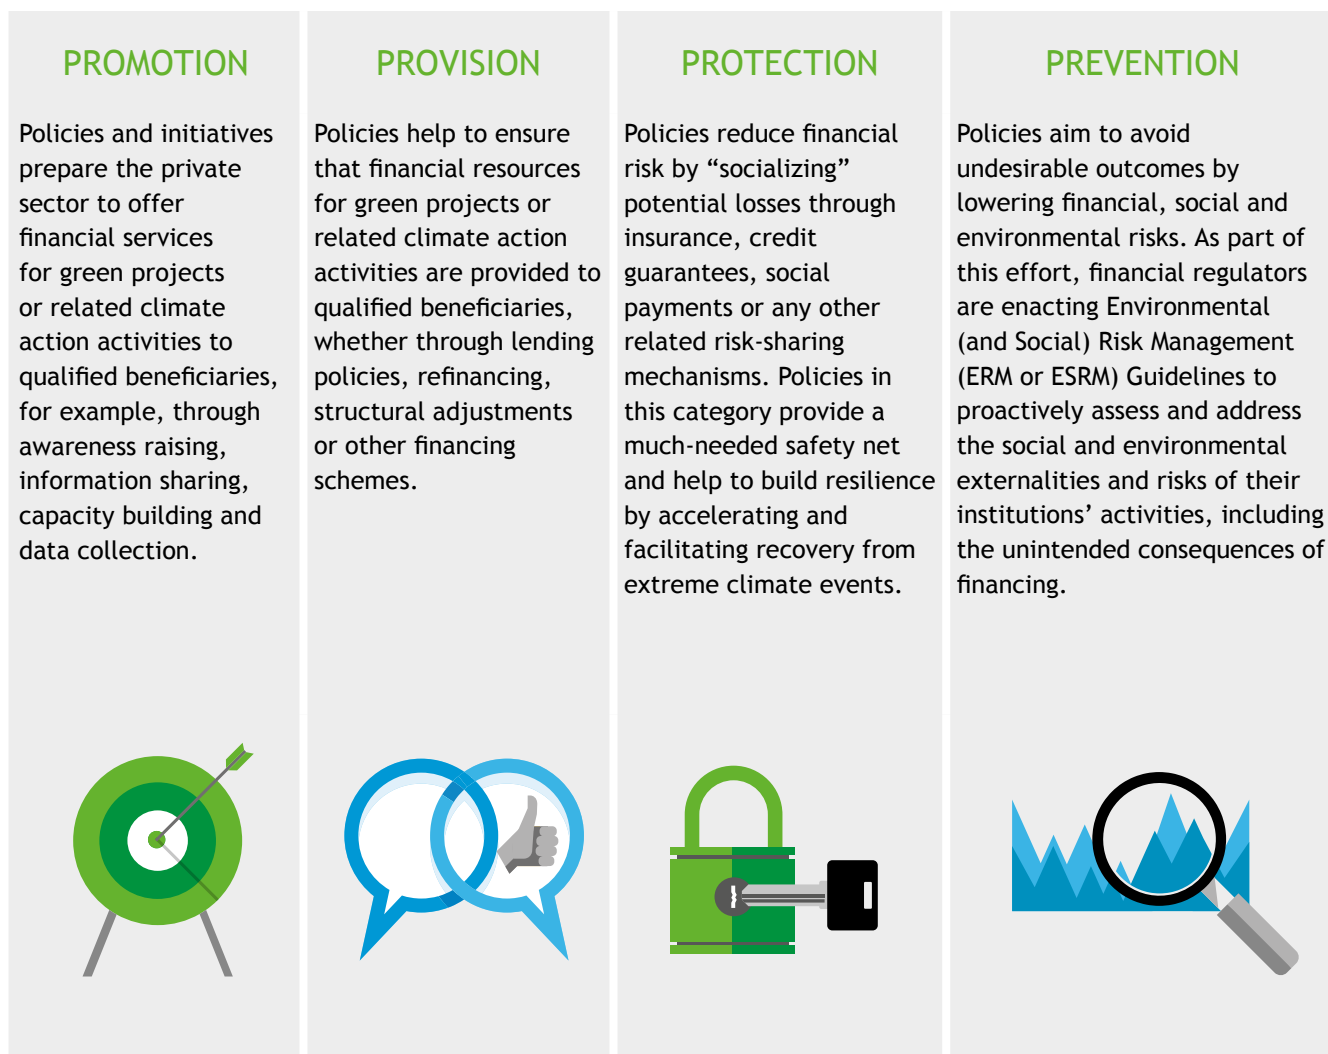 PROMOTION
Policies and initiatives
prepare the private
sector to offer
financial services
for green projects
or related climate
action activities to
qualified beneficiaries,
for example, through
awareness raising,
information sharing,
capacity building and
data collection.
PROVISION
Policies help to ensure
that financial resources
for green projects or
related climate action
activities are provided to
qualified beneficiaries,
whether through lending
policies, refinancing,
structural adjustments
or other financing
schemes.
PROTECTION
Policies reduce financial
risk by “socializing”
potential losses through
insurance, credit
guarantees, social
payments or any other
related risk-sharing
mechanisms. Policies in
this category provide a
much-needed safety net
and help to build resilience
by accelerating and
facilitating recovery from
extreme climate events.
PREVENTION
Policies aim to avoid
undesirable outcomes by
lowering financial, social and
environmental risks. As part of
this effort, financial regulators
are enacting Environmental
(and Social) Risk Management
(ERM or ESRM) Guidelines to
proactively assess and address
the social and environmental
externalities and risks of their
institutions’ activities, including
the unintended consequences of
financing.